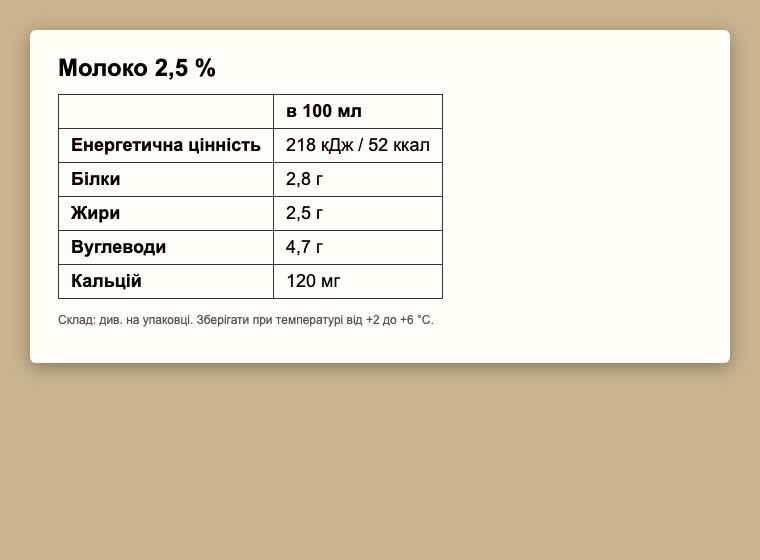 Молоко 2,5 %
в 100 мл
Енергетична цінність 218 кДж / 52 ккал
Білки 2,8 г
Жири 2,5 г
Вуглеводи 4,7 г
Кальцій 120 мг
Склад: див. на упаковці. Зберігати при температурі від +2 до +6 °C.